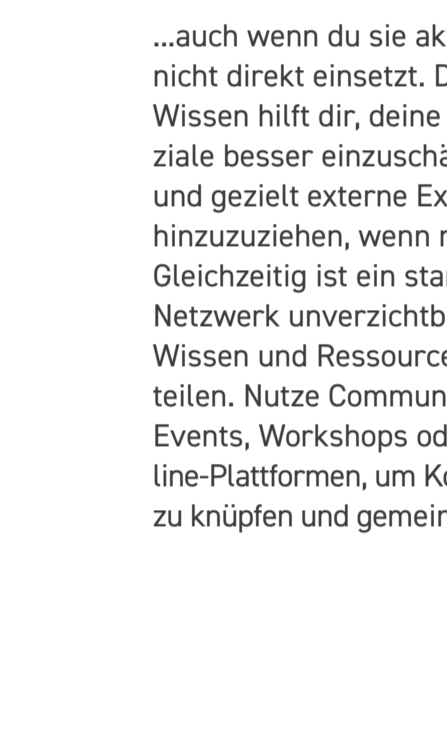 ...auch wenn du sie ak
nicht direkt einsetzt. D
Wissen hilft dir, deine
ziale besser einzuschä
und gezielt externe Ex
hinzuzuziehen, wenn n
Gleichzeitig ist ein sta
Netzwerk unverzichtb
Wissen und Ressource
teilen. Nutze Commun
Events, Workshops od
line-Plattformen, um Ko
zu knüpfen und gemein